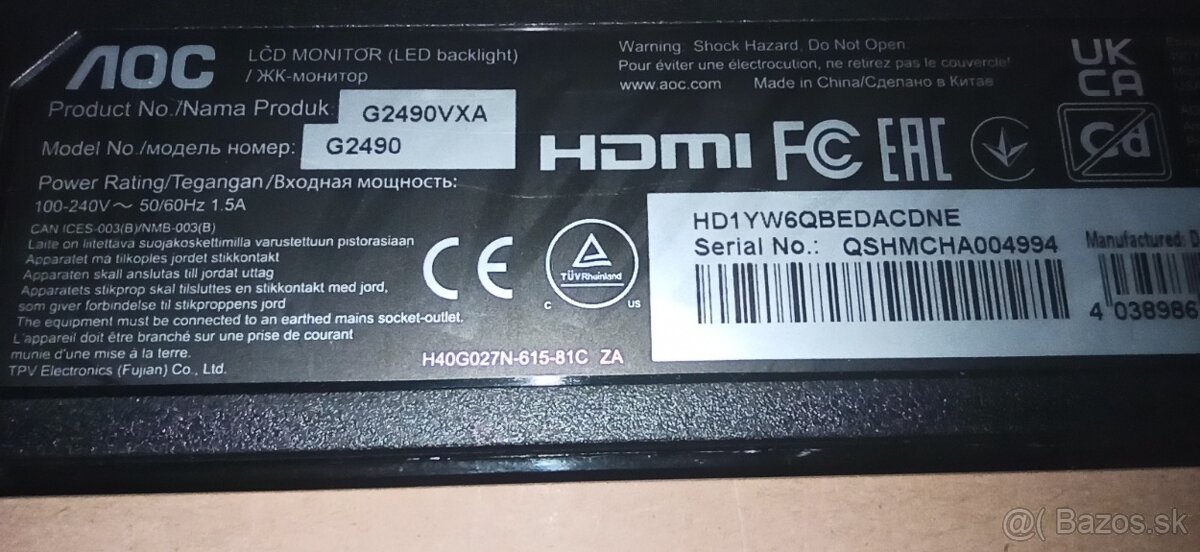 AOC
LCD MONITOR (LED backlight)
/ ЖК-монитор
Product No./Nama Produk: G2490VXA
Model No./модель номер: G2490
Power Rating/Tegangan/Входная мощность:
100-240V～ 50/60Hz 1.5A
CAN ICES-003(B)/NMB-003(B)
Laite on liitettävä suojakoskettimilla varustettuun pistorasiaan
Apparatet må tilkoples jordet stikkontakt
Apparaten skall anslutas till jordat uttag
Apparatets stikprop skal tilsluttes en stikkontakt med jord,
som giver forbindelse til stikproppens jord
The equipment must be connected to an earthed mains socket-outlet.
L'appareil doit être branché sur une prise de courant
munie d'une mise à la terre.
TPV Electronics (Fujian) Co., Ltd.
Warning. Shock Hazard. Do Not Open.
Pour éviter une électrocution, ne retirez pas le couvercle!
www.aoc.com Made in China/Сделано в Китае
UK
CA
HDMI FC EAC Cd
CE
TÜVRheinland
C US
H40G027N-615-81C ZA
HD1YW6QBEDACDNE
Serial No.: QSHMCHA004994
Manufactured:
4 038986
@( Bazos.sk